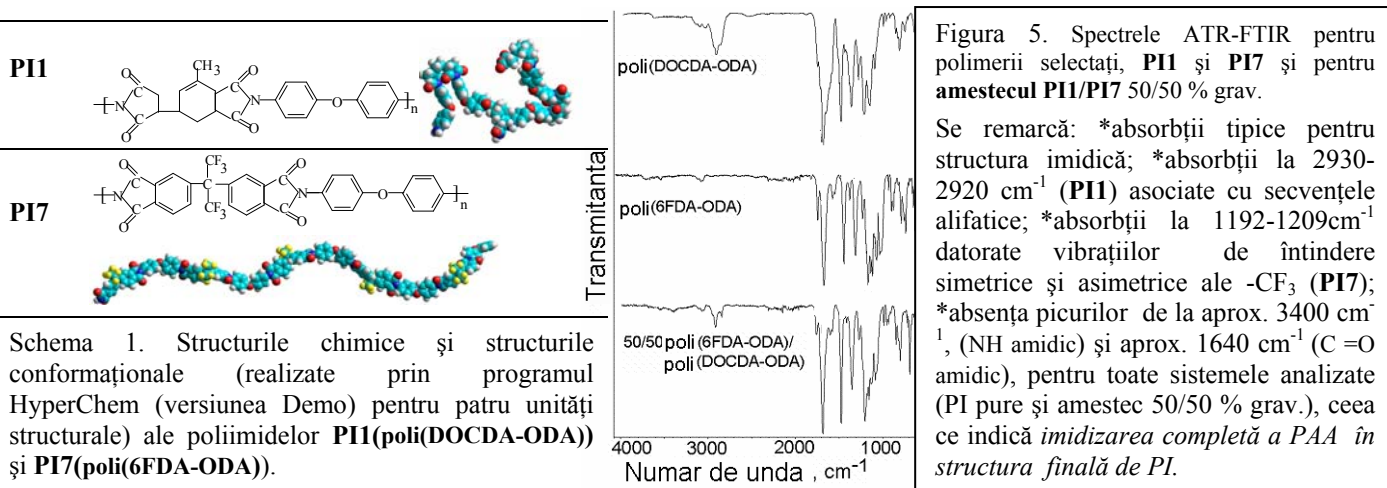 PI1
CH3
O
O
C
C
N
N
O
C
C
O
O
n
PI7
O
CF3
O
C
C
C
N
N
O
C
CF3
C
O
O
n
Schema 1. Structurile chimice şi structurile
conformaţionale (realizate prin programul
HyperChem (versiunea Demo) pentru patru unităţi
structurale) ale poliimidelor PI1(poli(DOCDA-ODA))
şi PI7(poli(6FDA-ODA)).
Transmitanta
poli(DOCDA-ODA)
poli(6FDA-ODA)
50/50 poli(6FDA-ODA)/
poli(DOCDA-ODA)
4000 3000 2000 1000
Numar de unda , cm-1
Figura 5. Spectrele ATR-FTIR pentru
polimerii selectaţi, PI1 şi PI7 şi pentru
amestecul PI1/PI7 50/50 % grav.
Se remarcă: *absorbţii tipice pentru
structura imidică; *absorbţii la 2930-
2920 cm-1 (PI1) asociate cu secvenţele
alifatice; *absorbţii la 1192-1209cm-1
datorate vibraţiilor de întindere
simetrice şi asimetrice ale -CF3 (PI7);
*absenţa picurilor de la aprox. 3400 cm-
1, (NH amidic) şi aprox. 1640 cm-1 (C =O
amidic), pentru toate sistemele analizate
(PI pure şi amestec 50/50 % grav.), ceea
ce indică imidizarea completă a PAA în
structura finală de PI.